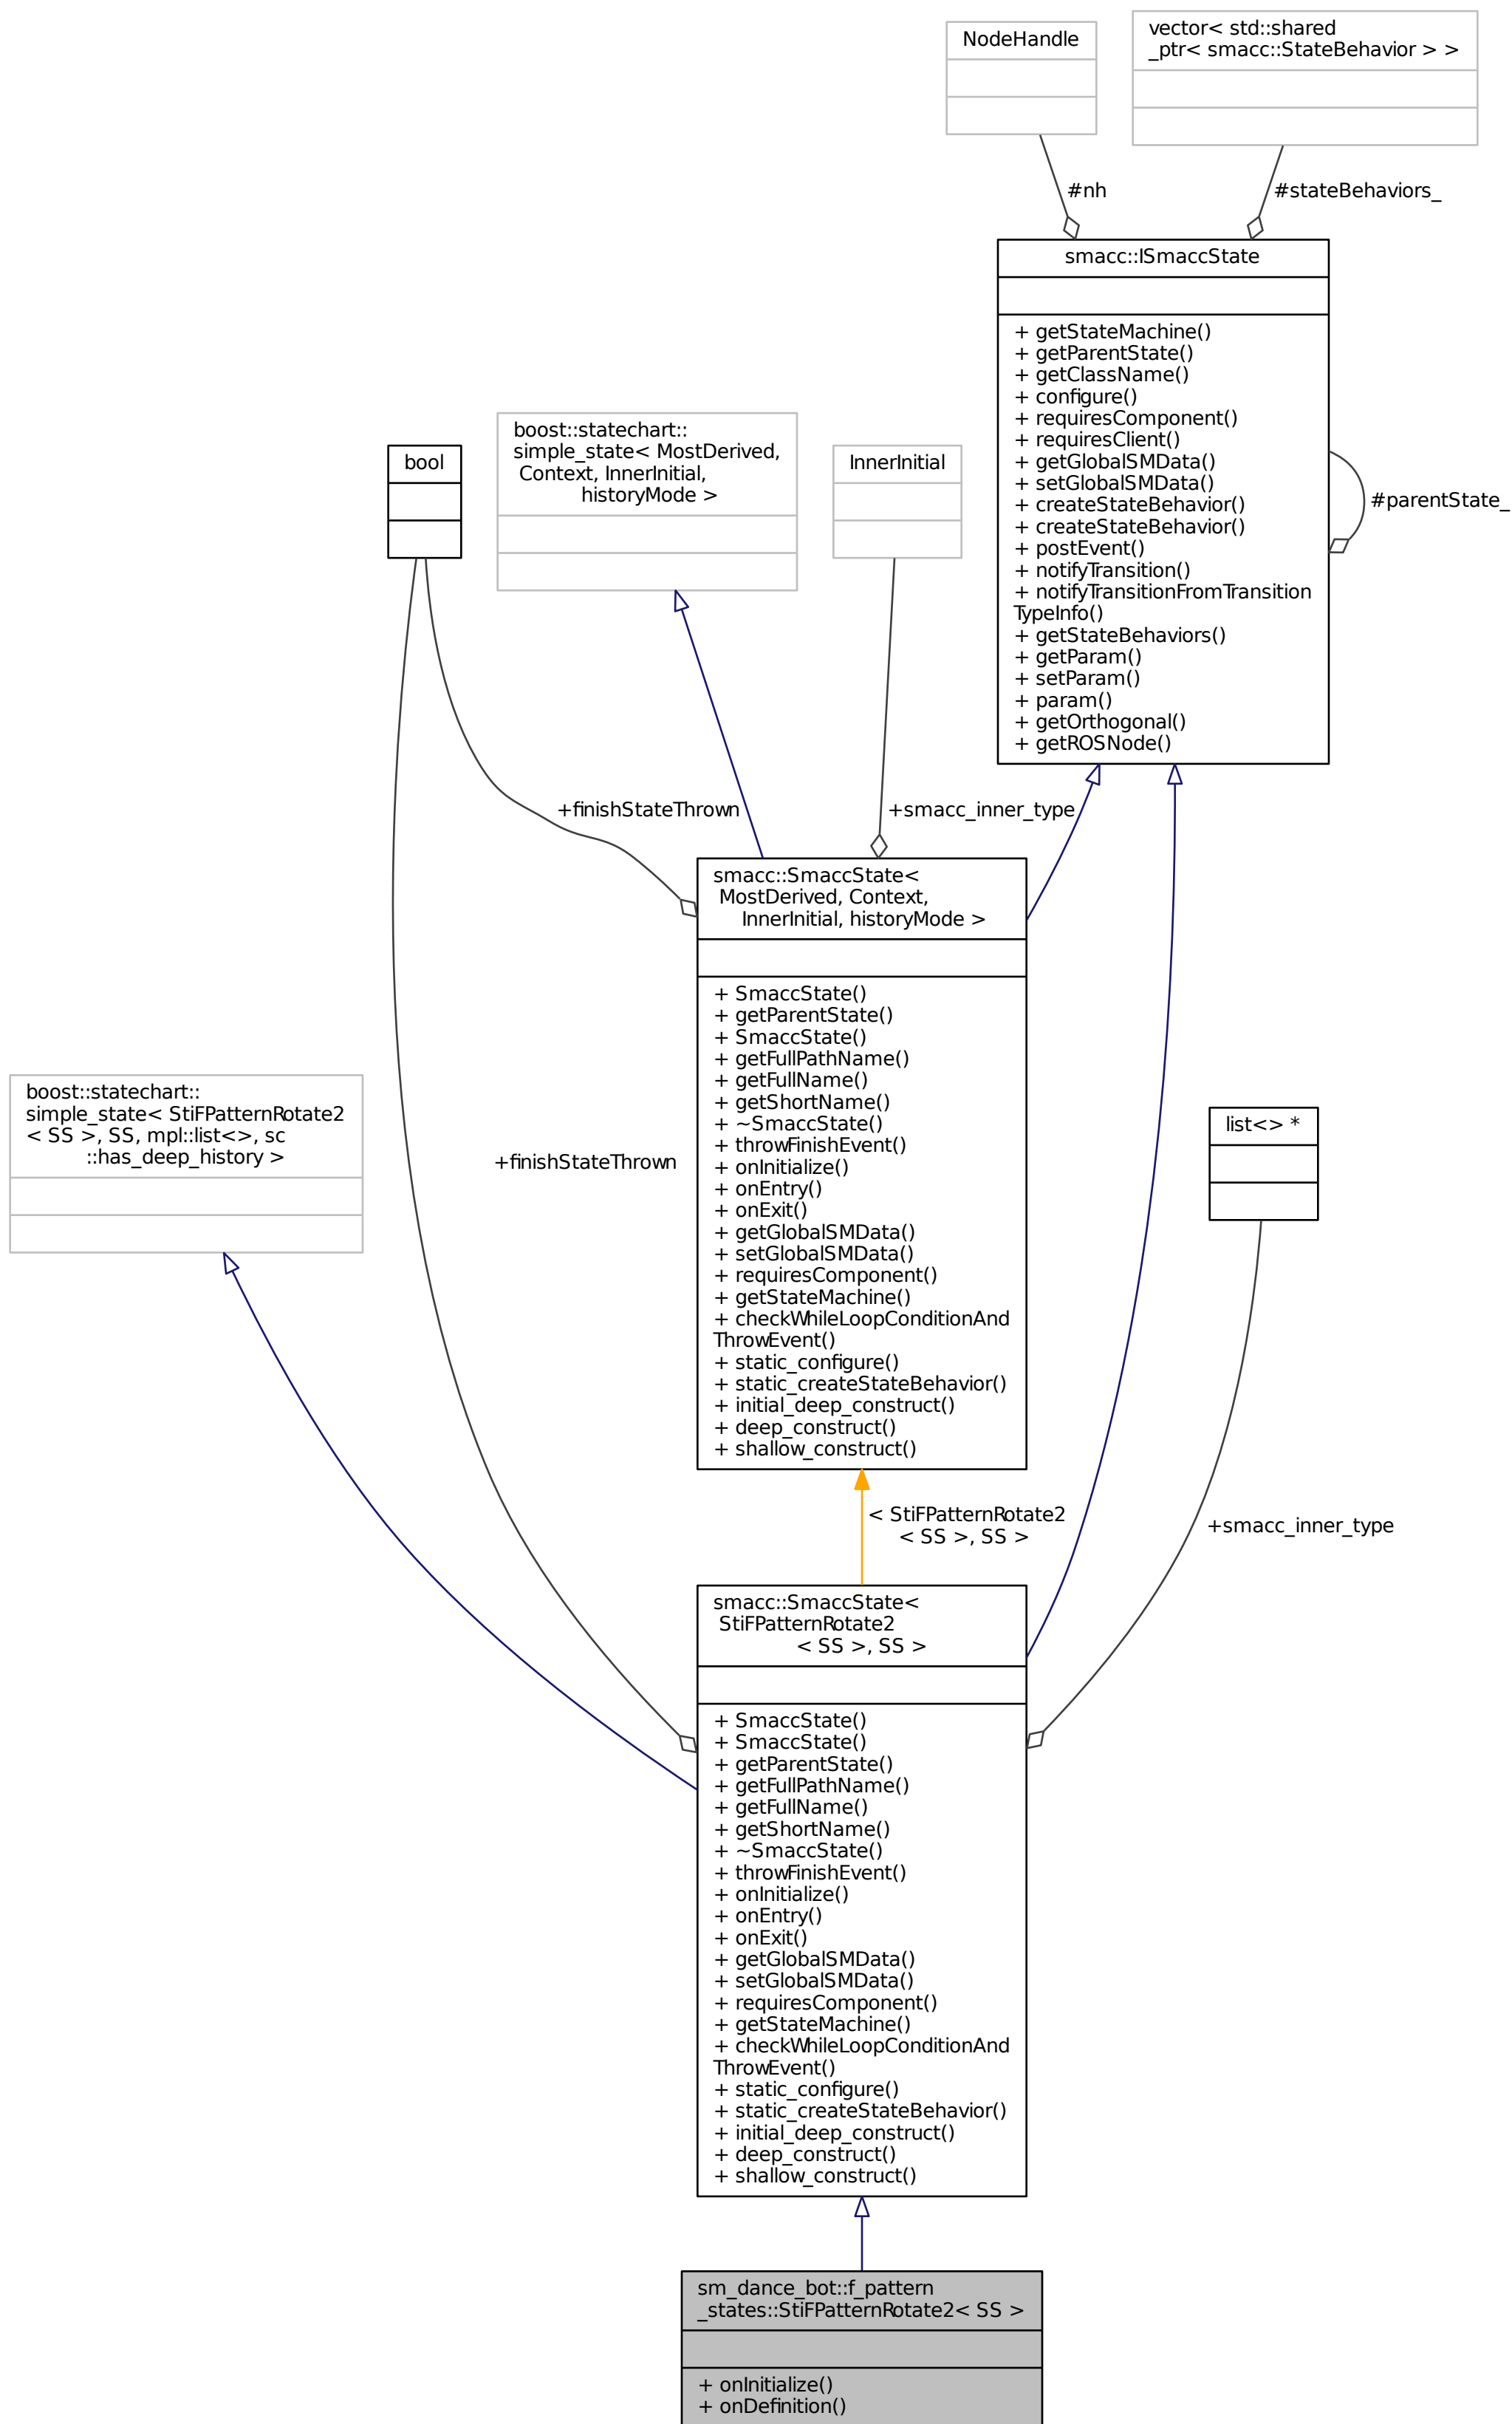 NodeHandle
vector< std::shared
_ptr< smacc::StateBehavior > >
#nh
#stateBehaviors_
smacc::ISmaccState
+ getStateMachine()
+ getParentState()
+ getClassName()
+ configure()
+ requiresComponent()
+ requiresClient()
+ getGlobalSMData()
+ setGlobalSMData()
+ createStateBehavior()
+ createStateBehavior()
+ postEvent()
+ notifyTransition()
+ notifyTransitionFromTransition
TypeInfo()
+ getStateBehaviors()
+ getParam()
+ setParam()
+ param()
+ getOrthogonal()
+ getROSNode()
#parentState_
bool
boost::statechart::
simple_state< MostDerived,
Context, InnerInitial,
historyMode >
InnerInitial
+finishStateThrown
+smacc_inner_type
smacc::SmaccState<
MostDerived, Context,
InnerInitial, historyMode >
+ SmaccState()
+ getParentState()
+ SmaccState()
+ getFullPathName()
+ getFullName()
+ getShortName()
+ ~SmaccState()
+ throwFinishEvent()
+ onInitialize()
+ onEntry()
+ onExit()
+ getGlobalSMData()
+ setGlobalSMData()
+ requiresComponent()
+ getStateMachine()
+ checkWhileLoopConditionAnd
ThrowEvent()
+ static_configure()
+ static_createStateBehavior()
+ initial_deep_construct()
+ deep_construct()
+ shallow_construct()
boost::statechart::
simple_state< StiFPatternRotate2
< SS >, SS, mpl::list<>, sc
::has_deep_history >
+finishStateThrown
list<> *
< StiFPatternRotate2
< SS >, SS >
+smacc_inner_type
smacc::SmaccState<
StiFPatternRotate2
< SS >, SS >
+ SmaccState()
+ SmaccState()
+ getParentState()
+ getFullPathName()
+ getFullName()
+ getShortName()
+ ~SmaccState()
+ throwFinishEvent()
+ onInitialize()
+ onEntry()
+ onExit()
+ getGlobalSMData()
+ setGlobalSMData()
+ requiresComponent()
+ getStateMachine()
+ checkWhileLoopConditionAnd
ThrowEvent()
+ static_configure()
+ static_createStateBehavior()
+ initial_deep_construct()
+ deep_construct()
+ shallow_construct()
sm_dance_bot::f_pattern
_states::StiFPatternRotate2< SS >
+ onInitialize()
+ onDefinition()